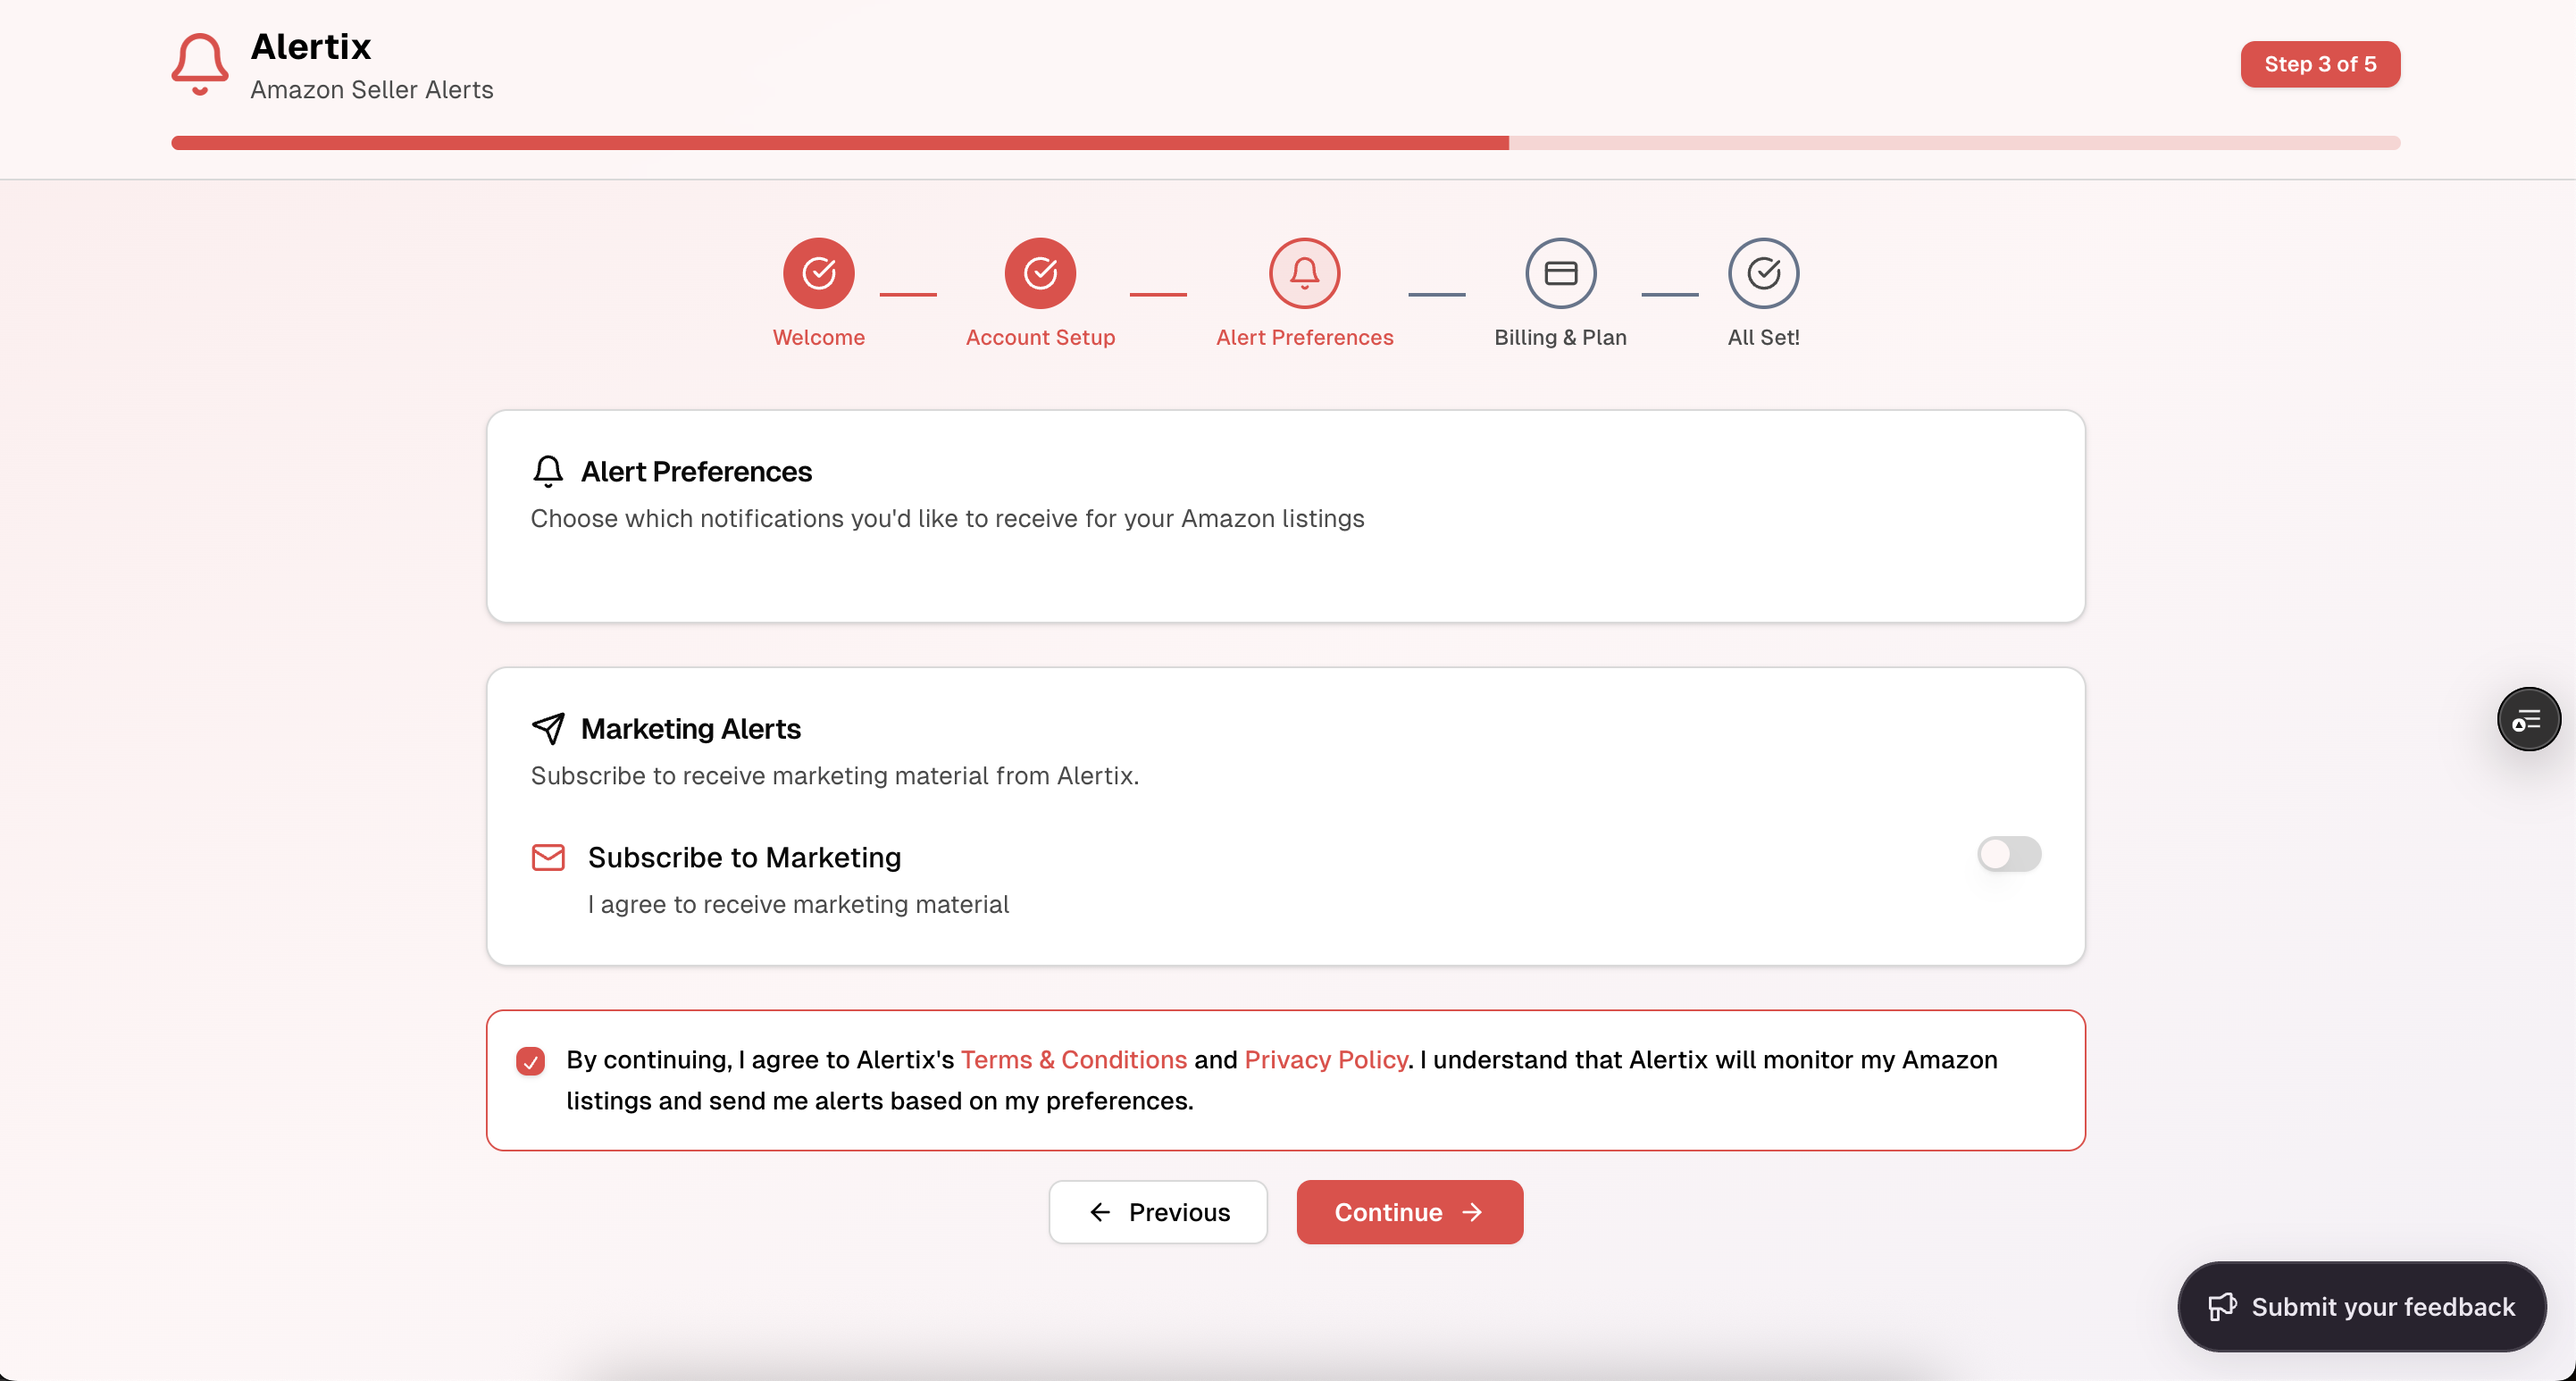 Alertix
Amazon Seller Alerts
Step 3 of 5
Welcome
Account Setup
Alert Preferences
Billing & Plan
All Set!
Alert Preferences
Choose which notifications you'd like to receive for your Amazon listings
Marketing Alerts
Subscribe to receive marketing material from Alertix.
Subscribe to Marketing
I agree to receive marketing material
By continuing, I agree to Alertix's Terms & Conditions and Privacy Policy. I understand that Alertix will monitor my Amazon
listings and send me alerts based on my preferences.
Previous
Continue
Submit your feedback